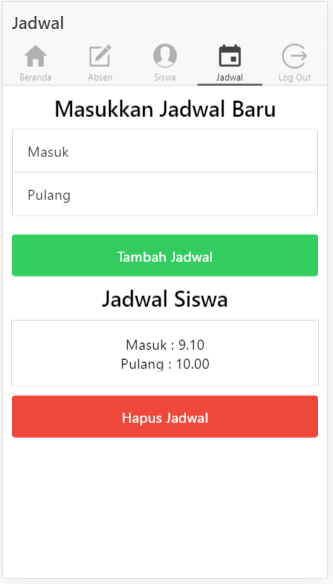 Jadwal
Beranda Absen Siswa Jadwal Log Out
Masukkan Jadwal Baru
Masuk
Pulang
Tambah Jadwal
Jadwal Siswa
Masuk : 9.10
Pulang : 10.00
Hapus Jadwal